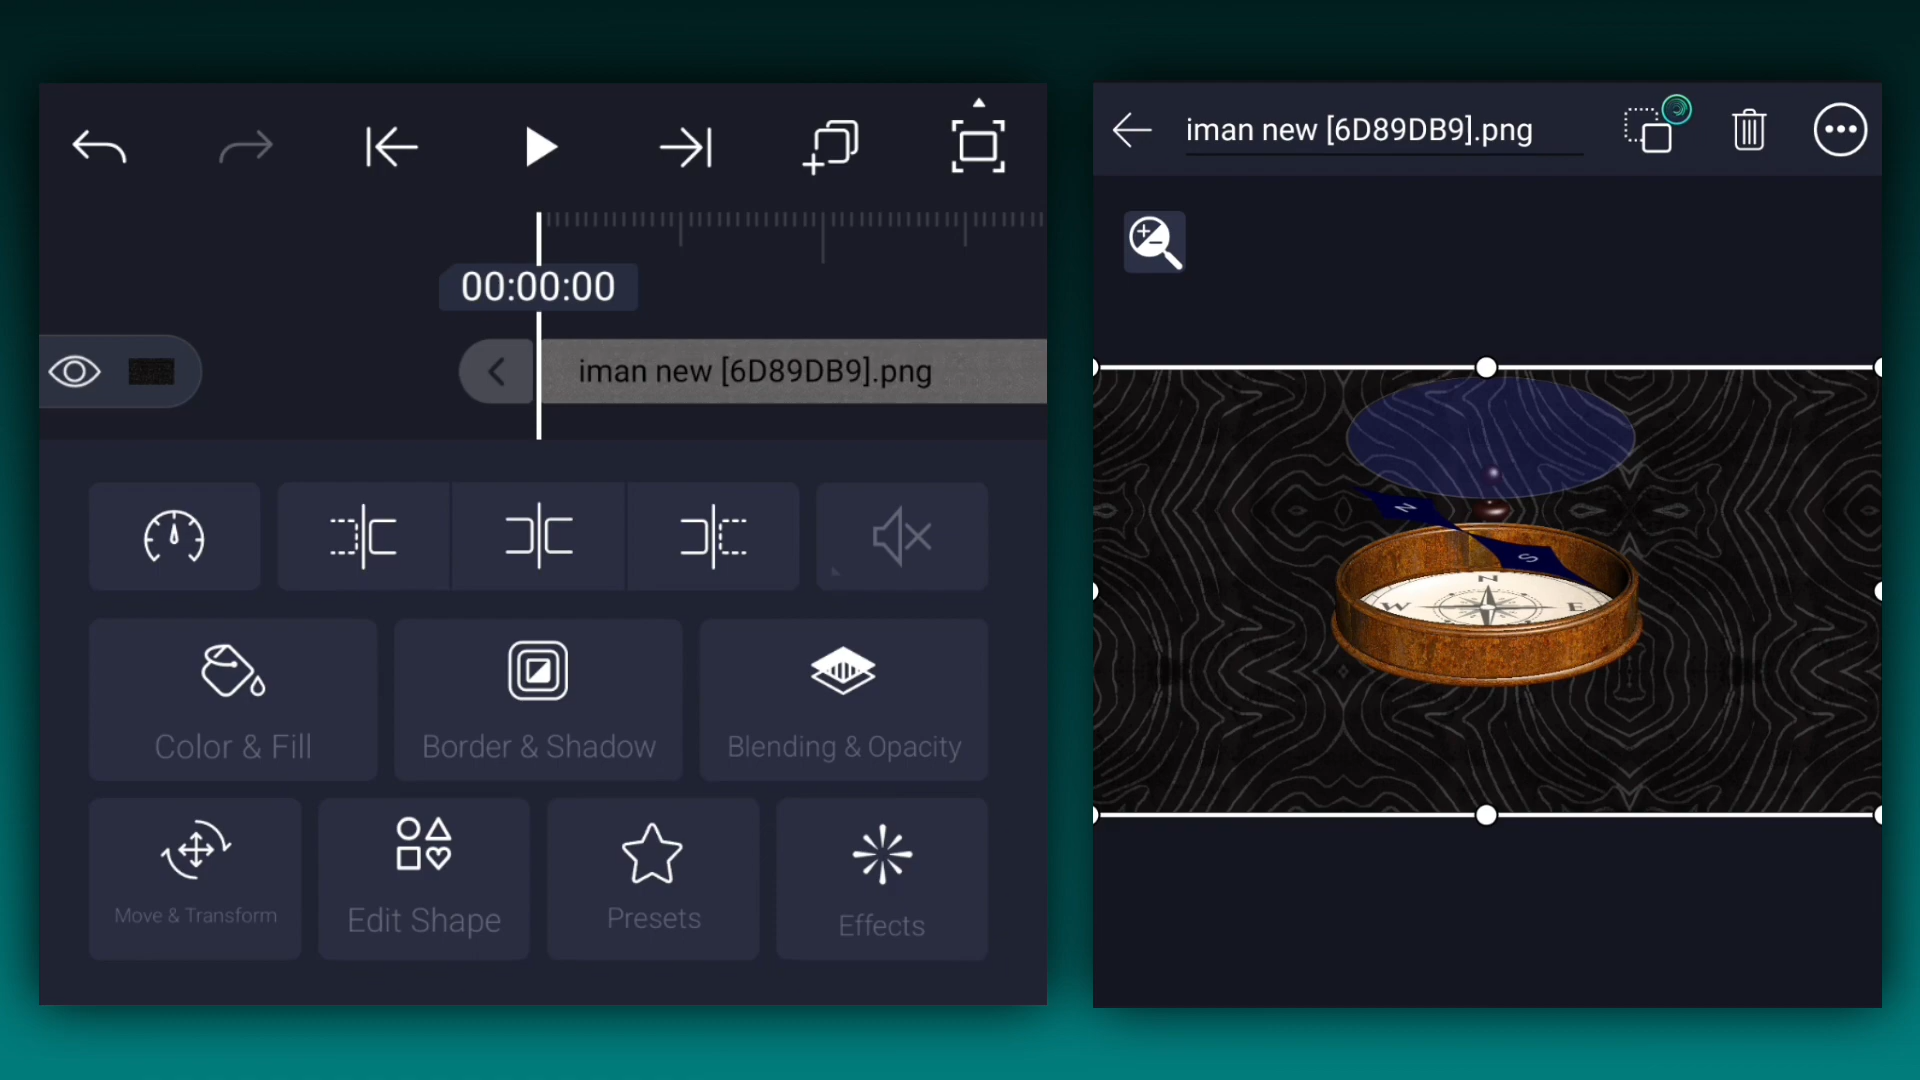 00:00:00
iman new [6D89DB9].png
Color & Fill
Border & Shadow
Blending & Opacity
Move & Transform
Edit Shape
Presets
Effects
iman new [6D89DB9].png
N
S
N
W
E